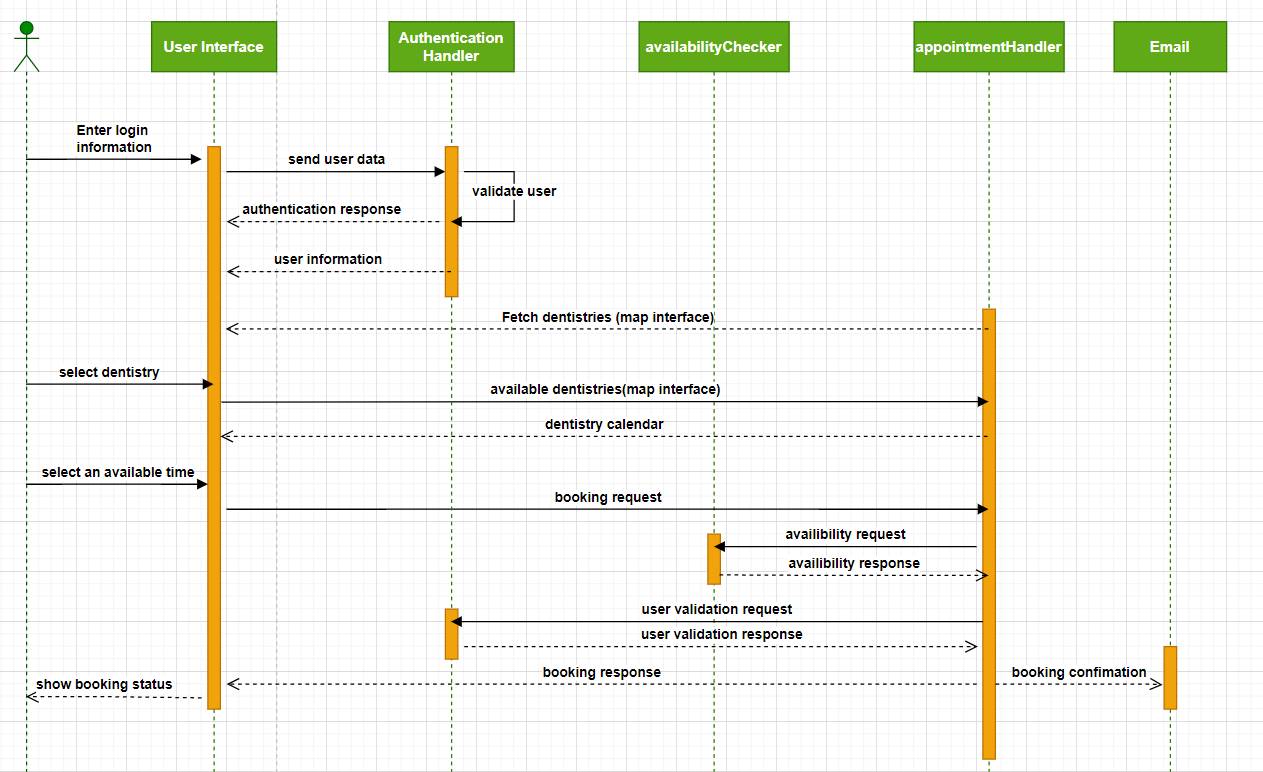 User Interface
Authentication
Handler
availabilityChecker
appointmentHandler
Email
Enter login
information
send user data
validate user
authentication response
user information
Fetch dentistries (map interface)
select dentistry
available dentistries(map interface)
dentistry calendar
select an available time
booking request
availibility request
availibility response
user validation request
user validation response
booking response
booking confimation
show booking status